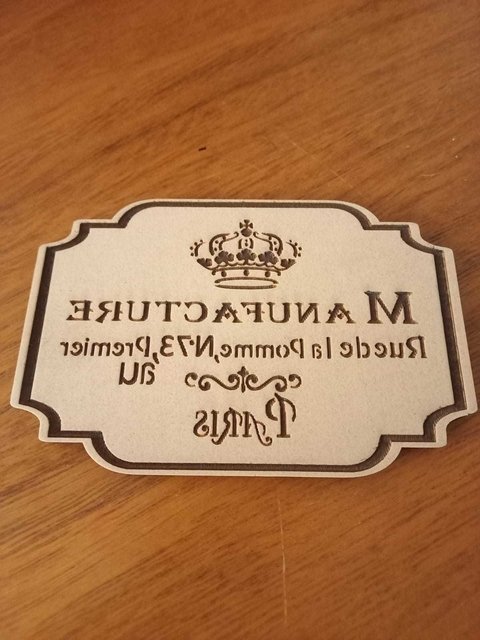 MANUFACTURE
Rue de la Pomme, N°73, Premier
au
PARIS